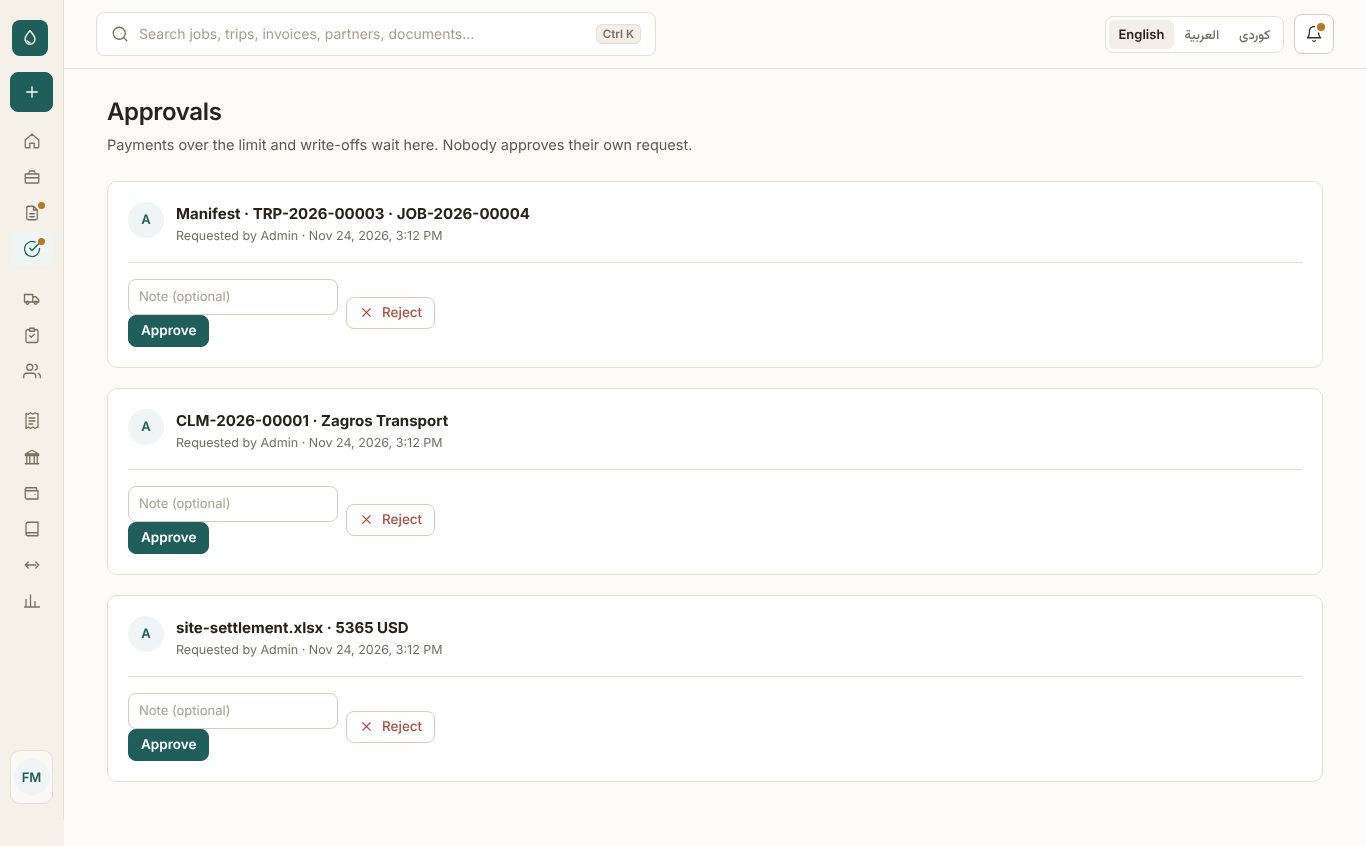 Search jobs, trips, invoices, partners, documents...
Ctrl K
English
العربية
کوردی
Approvals
Payments over the limit and write-offs wait here. Nobody approves their own request.
A
Manifest · TRP-2026-00003 · JOB-2026-00004
Requested by Admin · Nov 24, 2026, 3:12 PM
Note (optional)
Reject
Approve
A
CLM-2026-00001 · Zagros Transport
Requested by Admin · Nov 24, 2026, 3:12 PM
Note (optional)
Reject
Approve
A
site-settlement.xlsx · 5365 USD
Requested by Admin · Nov 24, 2026, 3:12 PM
Note (optional)
Reject
Approve
FM